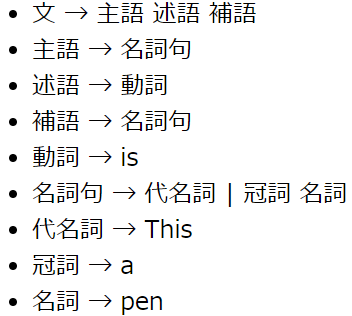 • 文 → 主語 述語 補語
• 主語 → 名詞句
• 述語 → 動詞
• 補語 → 名詞句
• 動詞 → is
• 名詞句 → 代名詞 | 冠詞 名詞
• 代名詞 → This
• 冠詞 → a
• 名詞 → pen